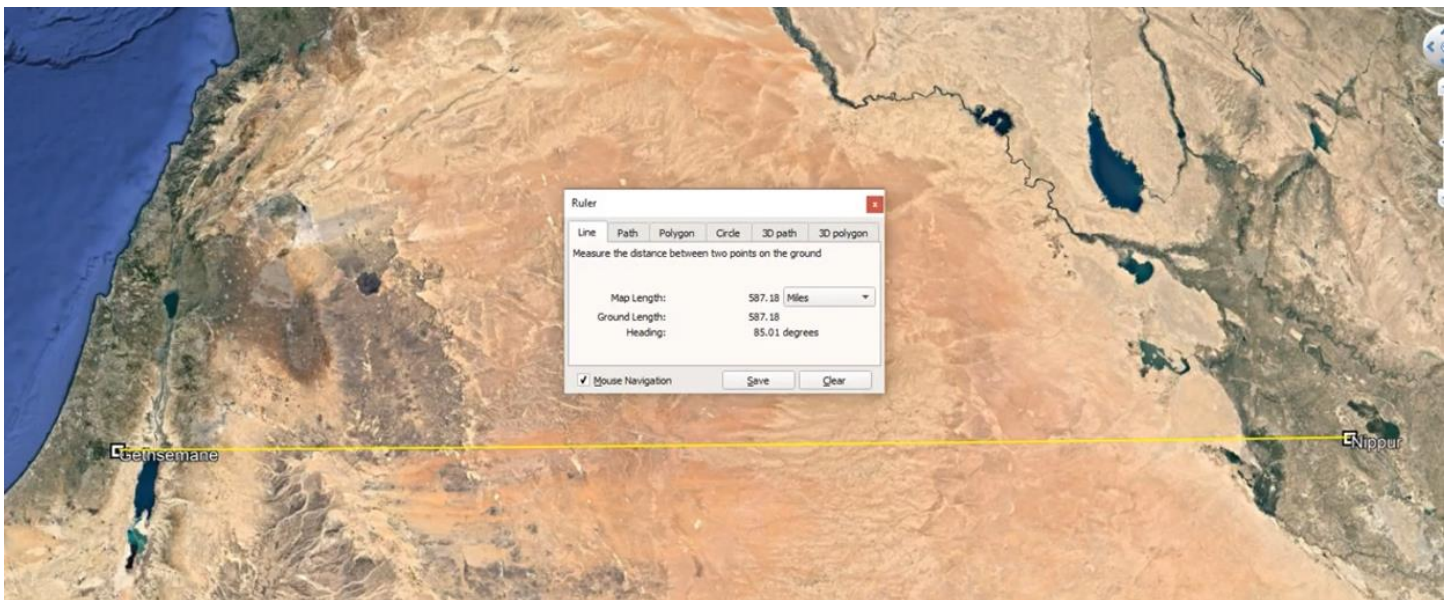 Ruler
Line Path Polygon Circle 3D path 3D polygon
Measure the distance between two points on the ground
Map Length: 587.18 Miles
Ground Length: 587.18
Heading: 85.01 degrees
Mouse Navigation Save Clear
Gethsemane
Nippur